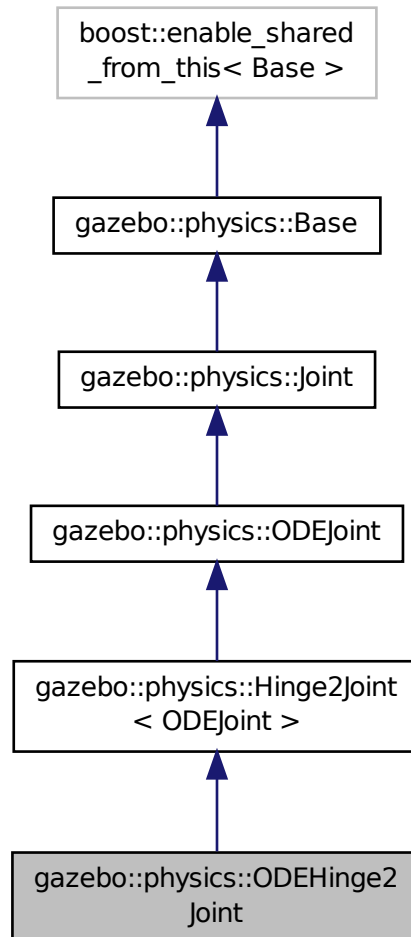 boost::enable_shared
_from_this< Base >
gazebo::physics::Base
gazebo::physics::Joint
gazebo::physics::ODEJoint
gazebo::physics::Hinge2Joint
< ODEJoint >
gazebo::physics::ODEHinge2
Joint